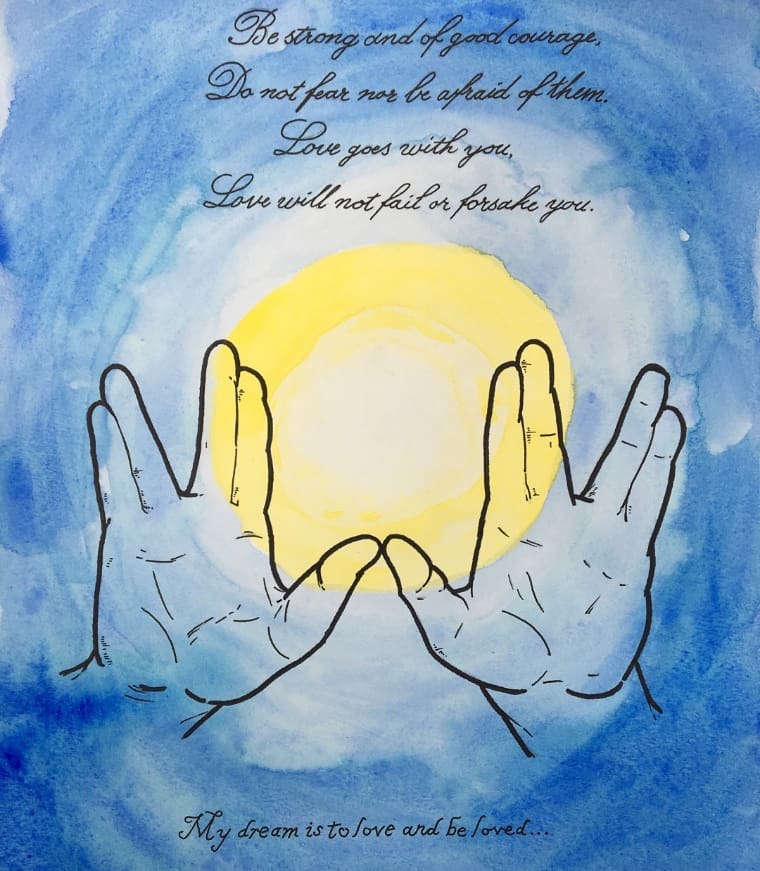 Be strong and of good courage,
Do not fear nor be afraid of them.
Love goes with you,
Love will not fail or forsake you.
My dream is to love and be loved...